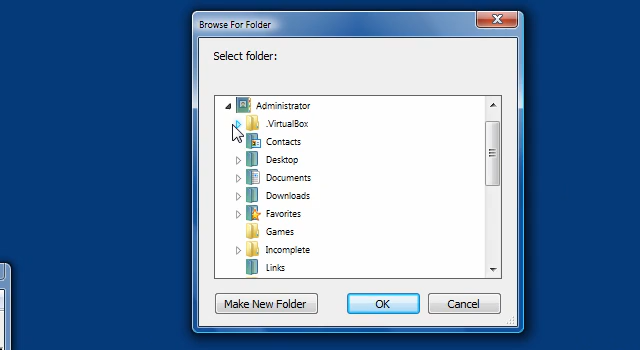 Browse For Folder
Select folder:
Administrator
.VirtualBox
Contacts
Desktop
Documents
Downloads
Favorites
Games
Incomplete
Links
Make New Folder
OK
Cancel